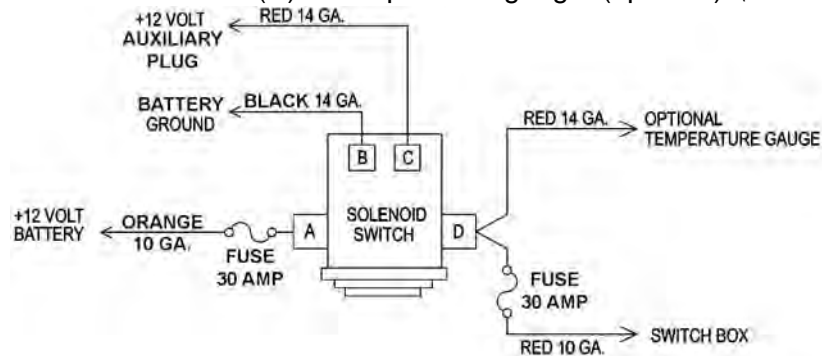 +12 VOLT
AUXILIARY
PLUG
RED 14 GA.
BATTERY
GROUND
BLACK 14 GA.
B
C
RED 14 GA.
OPTIONAL
TEMPERATURE GAUGE
+12 VOLT
BATTERY
ORANGE
10 GA.
FUSE
30 AMP
A
SOLENOID
SWITCH
D
FUSE
30 AMP
RED 10 GA.
SWITCH BOX